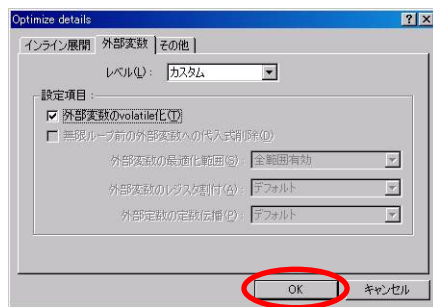 Optimize details
インライン展開 外部変数 その他
レベル(L): カスタム
設定項目:
外部変数のvolatile化(T)
無限ループ前の外部変数への代入式削除(D)
外部変数の最適化範囲(S): 全範囲有効
外部変数のレジスタ割付(A): デフォルト
外部定数の定数伝播(P): デフォルト
OK キャンセル